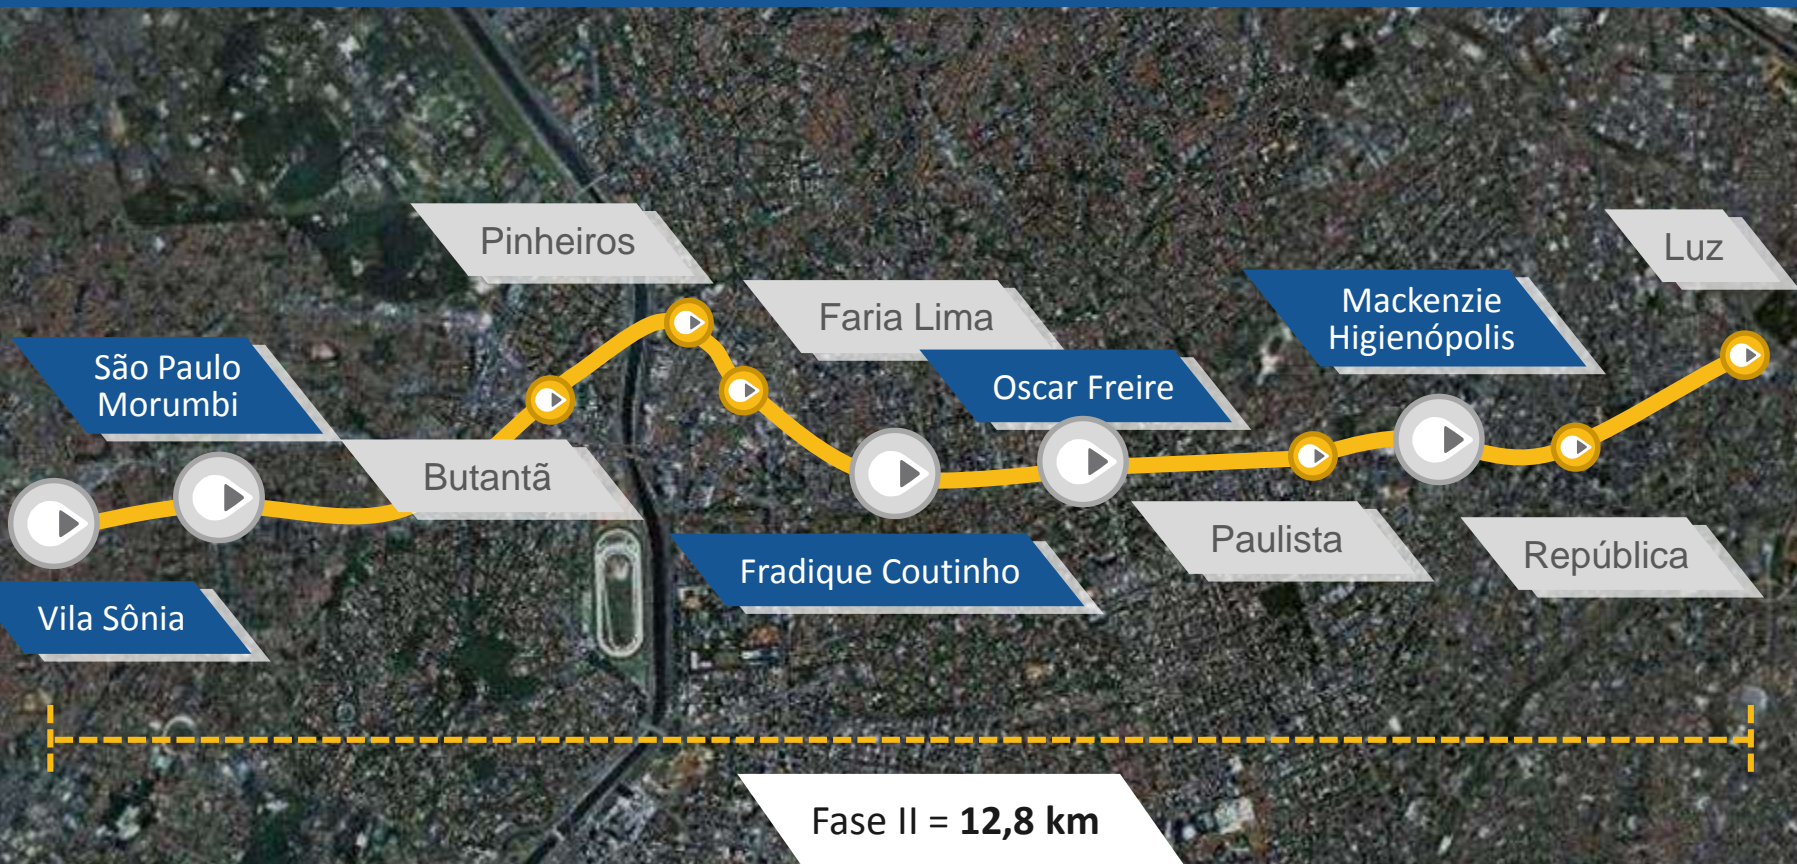 Pinheiros
Luz
Faria Lima
Mackenzie
Higienópolis
São Paulo
Morumbi
Oscar Freire
Butantã
Paulista
República
Fradique Coutinho
Vila Sônia
Fase II = 12,8 km